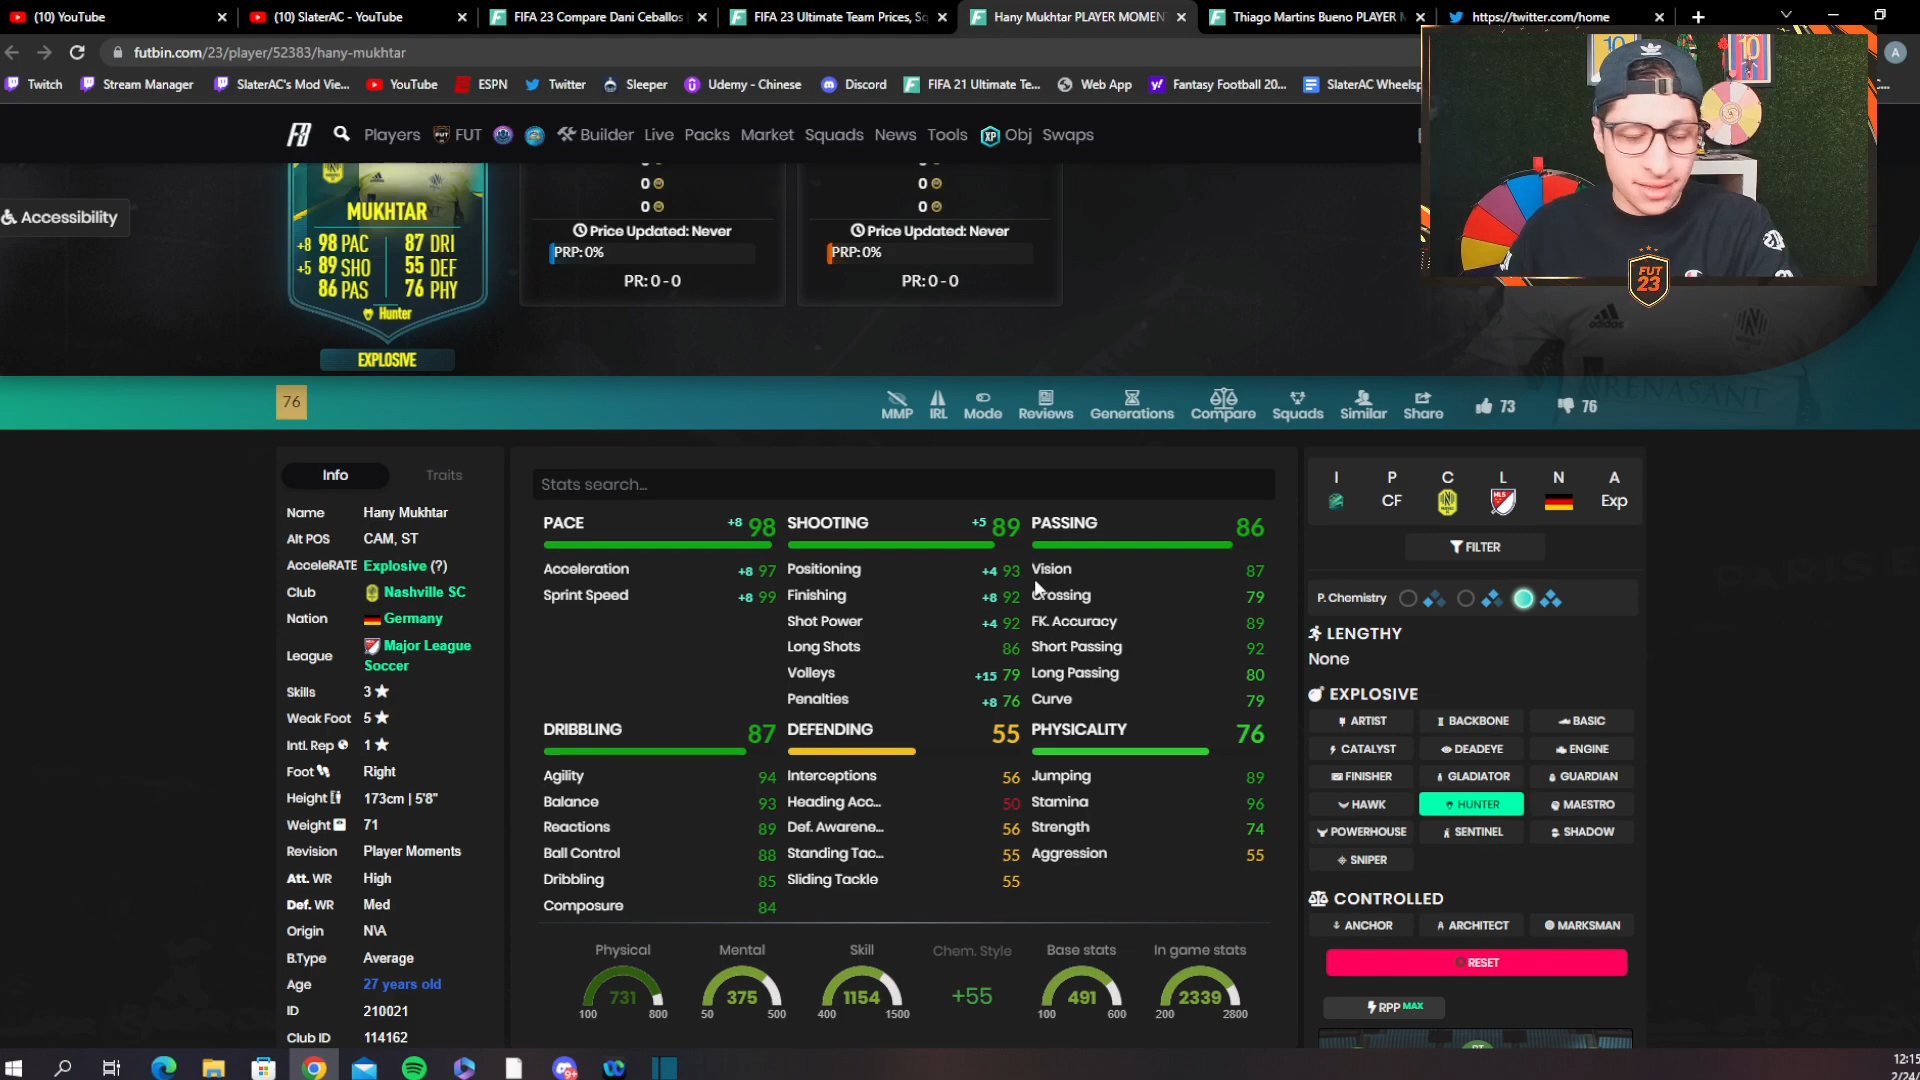 (10) YouTube
(10) SlaterAC - YouTube
FIFA 23 Compare Dani Ceballos
FIFA 23 Ultimate Team Prices, Sq
Hany Mukhtar PLAYER MOMEN
Thiago Martins Bueno PLAYER M
https://twitter.com/home
futbin.com/23/player/52383/hany-mukhtar
A
Twitch
Stream Manager
SlaterAC's Mod Vie...
YouTube
ESPN
Twitter
Sleeper
Udemy - Chinese
Discord
FIFA 21 Ultimate Te...
Web App
Fantasy Football 20...
SlaterAC Wheelsp
Players
FUT
Builder
Live
Packs
Market
Squads
News
Tools
Obj
Swaps
Accessibility
MUKHTAR
+8 98 PAC 87 DRI
+5 89 SHO 55 DEF
86 PAS 76 PHY
Hunter
EXPLOSIVE
0
0
Price Updated: Never
PRP: 0%
PR: 0 - 0
0
0
Price Updated: Never
PRP: 0%
PR: 0 - 0
10
10
FUT
23
adidas
76
MMP
IRL
Mode
Reviews
Generations
Compare
Squads
Similar
Share
73
76
Info
Traits
Name Hany Mukhtar
Alt POS CAM, ST
AcceleRATE Explosive (?)
Club Nashville SC
Nation Germany
League Major League
Soccer
Skills 3
Weak Foot 5
Intl. Rep 1
Foot Right
Height 173cm | 5'8"
Weight 71
Revision Player Moments
Att. WR High
Def. WR Med
Origin N\A
B.Type Average
Age 27 years old
ID 210021
Club ID 114162
Stats search...
PACE +8 98
Acceleration +8 97
Sprint Speed +8 99
SHOOTING +5 89
Positioning +4 93
Finishing +8 92
Shot Power +4 92
Long Shots 86
Volleys +15 79
Penalties +8 76
PASSING 86
Vision 87
Crossing 79
FK. Accuracy 89
Short Passing 92
Long Passing 80
Curve 79
DRIBBLING 87
Agility 94
Balance 93
Reactions 89
Ball Control 88
Dribbling 85
Composure 84
DEFENDING 55
Interceptions 56
Heading Acc... 50
Def. Awarene... 56
Standing Tac... 55
Sliding Tackle 55
PHYSICALITY 76
Jumping 89
Stamina 96
Strength 74
Aggression 55
Physical
731
100 800
Mental
375
50 500
Skill
1154
400 1500
Chem. Style
+55
Base stats
491
100 600
In game stats
2339
200 2800
I P C L N A
CF Exp
FILTER
P. Chemistry
LENGTHY
None
EXPLOSIVE
ARTIST BACKBONE BASIC
CATALYST DEADEYE ENGINE
FINISHER GLADIATOR GUARDIAN
HAWK HUNTER MAESTRO
POWERHOUSE SENTINEL SHADOW
SNIPER
CONTROLLED
ANCHOR ARCHITECT MARKSMAN
RESET
RPP MAX
12:15
2/24/